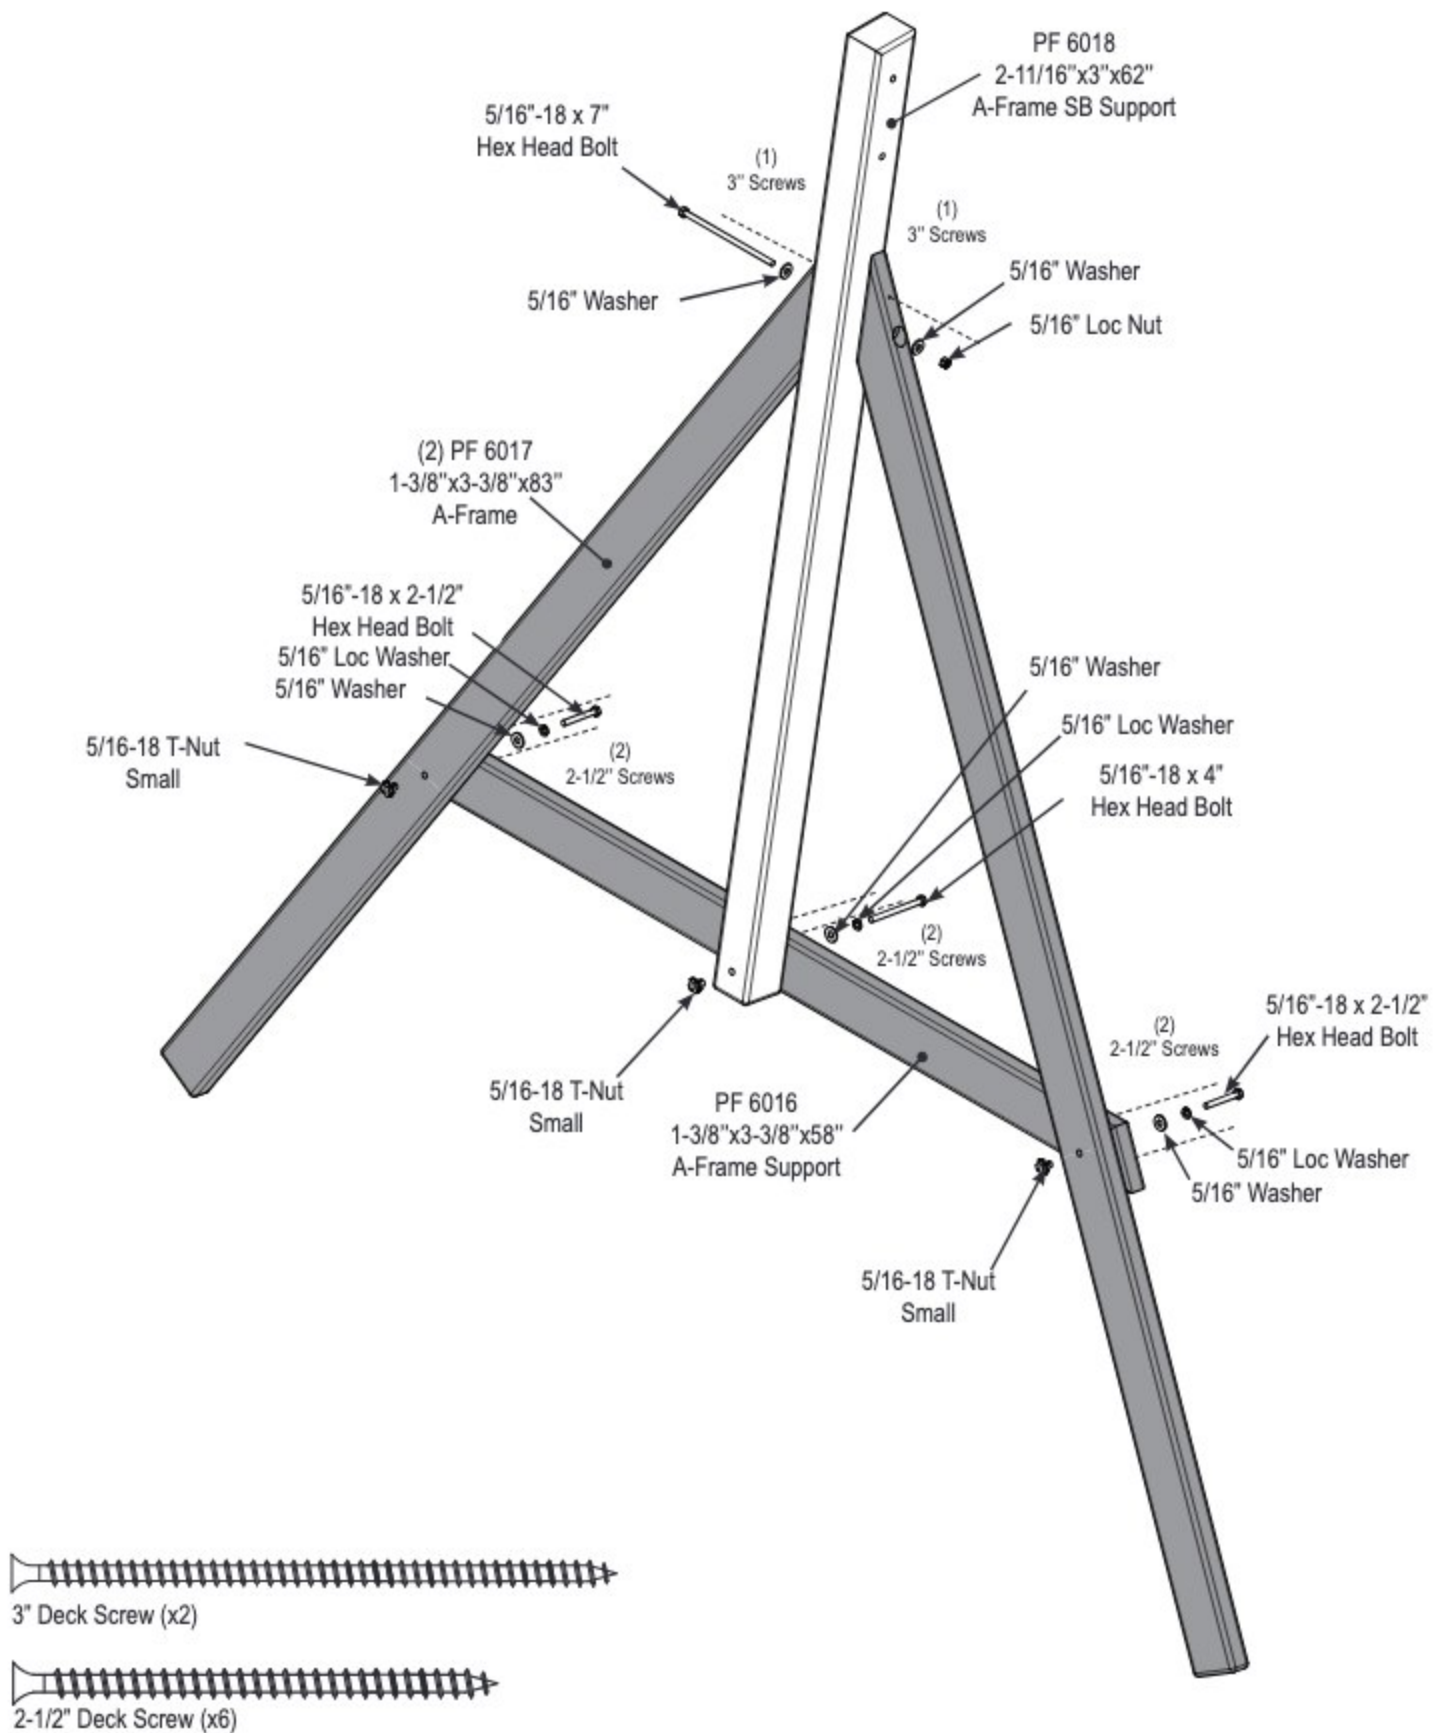 PF 6018
2-11/16"x3"x62"
A-Frame SB Support
5/16"-18 x 7"
Hex Head Bolt
(1)
3" Screws
(1)
3" Screws
5/16" Washer
5/16" Washer
5/16" Loc Nut
(2) PF 6017
1-3/8"x3-3/8"x83"
A-Frame
5/16"-18 x 2-1/2"
Hex Head Bolt
5/16" Loc Washer
5/16" Washer
5/16-18 T-Nut
Small
(2)
2-1/2" Screws
5/16" Washer
5/16" Loc Washer
5/16"-18 x 4"
Hex Head Bolt
(2)
2-1/2" Screws
5/16-18 T-Nut
Small
PF 6016
1-3/8"x3-3/8"x58"
A-Frame Support
(2)
2-1/2" Screws
5/16"-18 x 2-1/2"
Hex Head Bolt
5/16" Loc Washer
5/16" Washer
5/16-18 T-Nut
Small
3" Deck Screw (x2)
2-1/2" Deck Screw (x6)